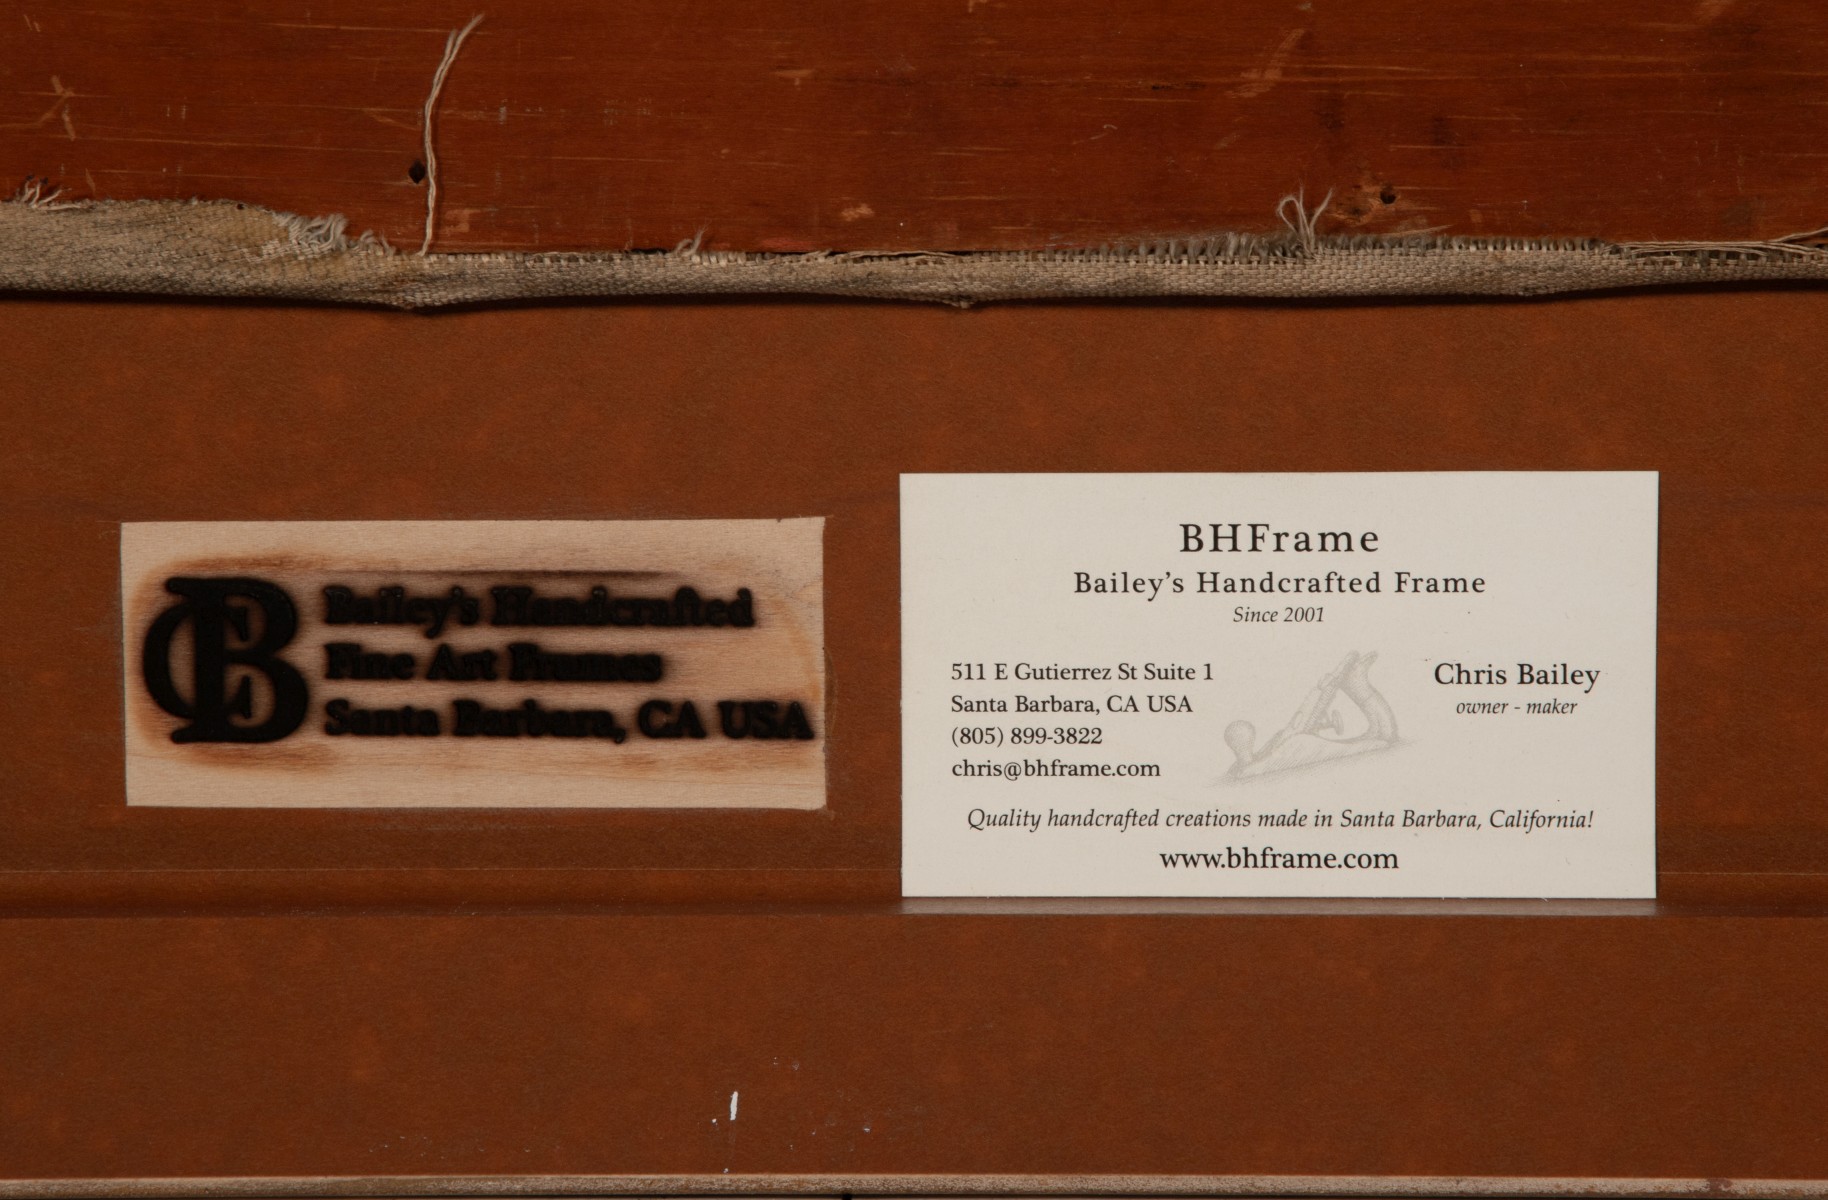 CB
Bailey's Handcrafted
Fine Art Frames
Santa Barbara, CA USA
BHFrame
Bailey's Handcrafted Frame
Since 2001
511 E Gutierrez St Suite 1
Santa Barbara, CA USA
(805) 899-3822
chris@bhframe.com
Chris Bailey
owner - maker
Quality handcrafted creations made in Santa Barbara, California!
www.bhframe.com